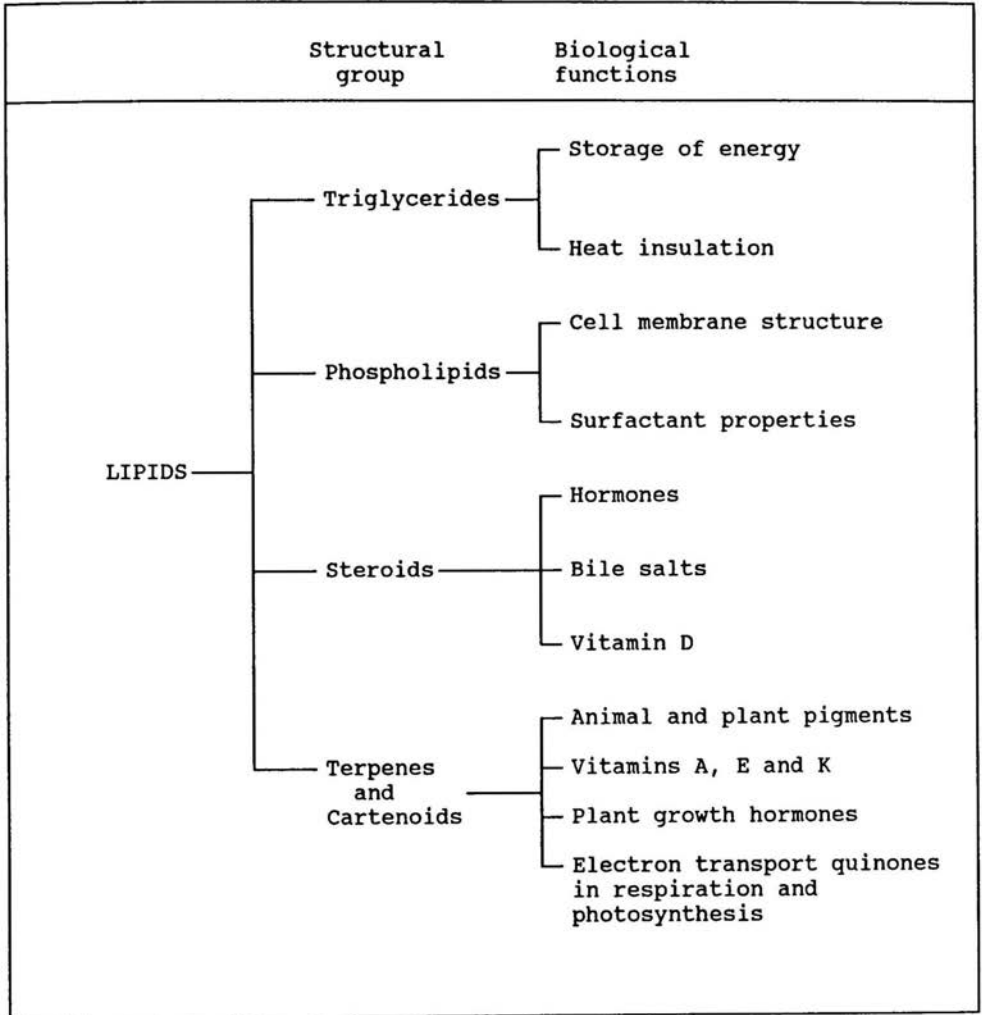 Structural
group
Biological
functions
LIPIDS
Triglycerides
Storage of energy
Heat insulation
Phospholipids
Cell membrane structure
Surfactant properties
Steroids
Hormones
Bile salts
Vitamin D
Terpenes
and
Cartenoids
Animal and plant pigments
Vitamins A, E and K
Plant growth hormones
Electron transport quinones
in respiration and
photosynthesis